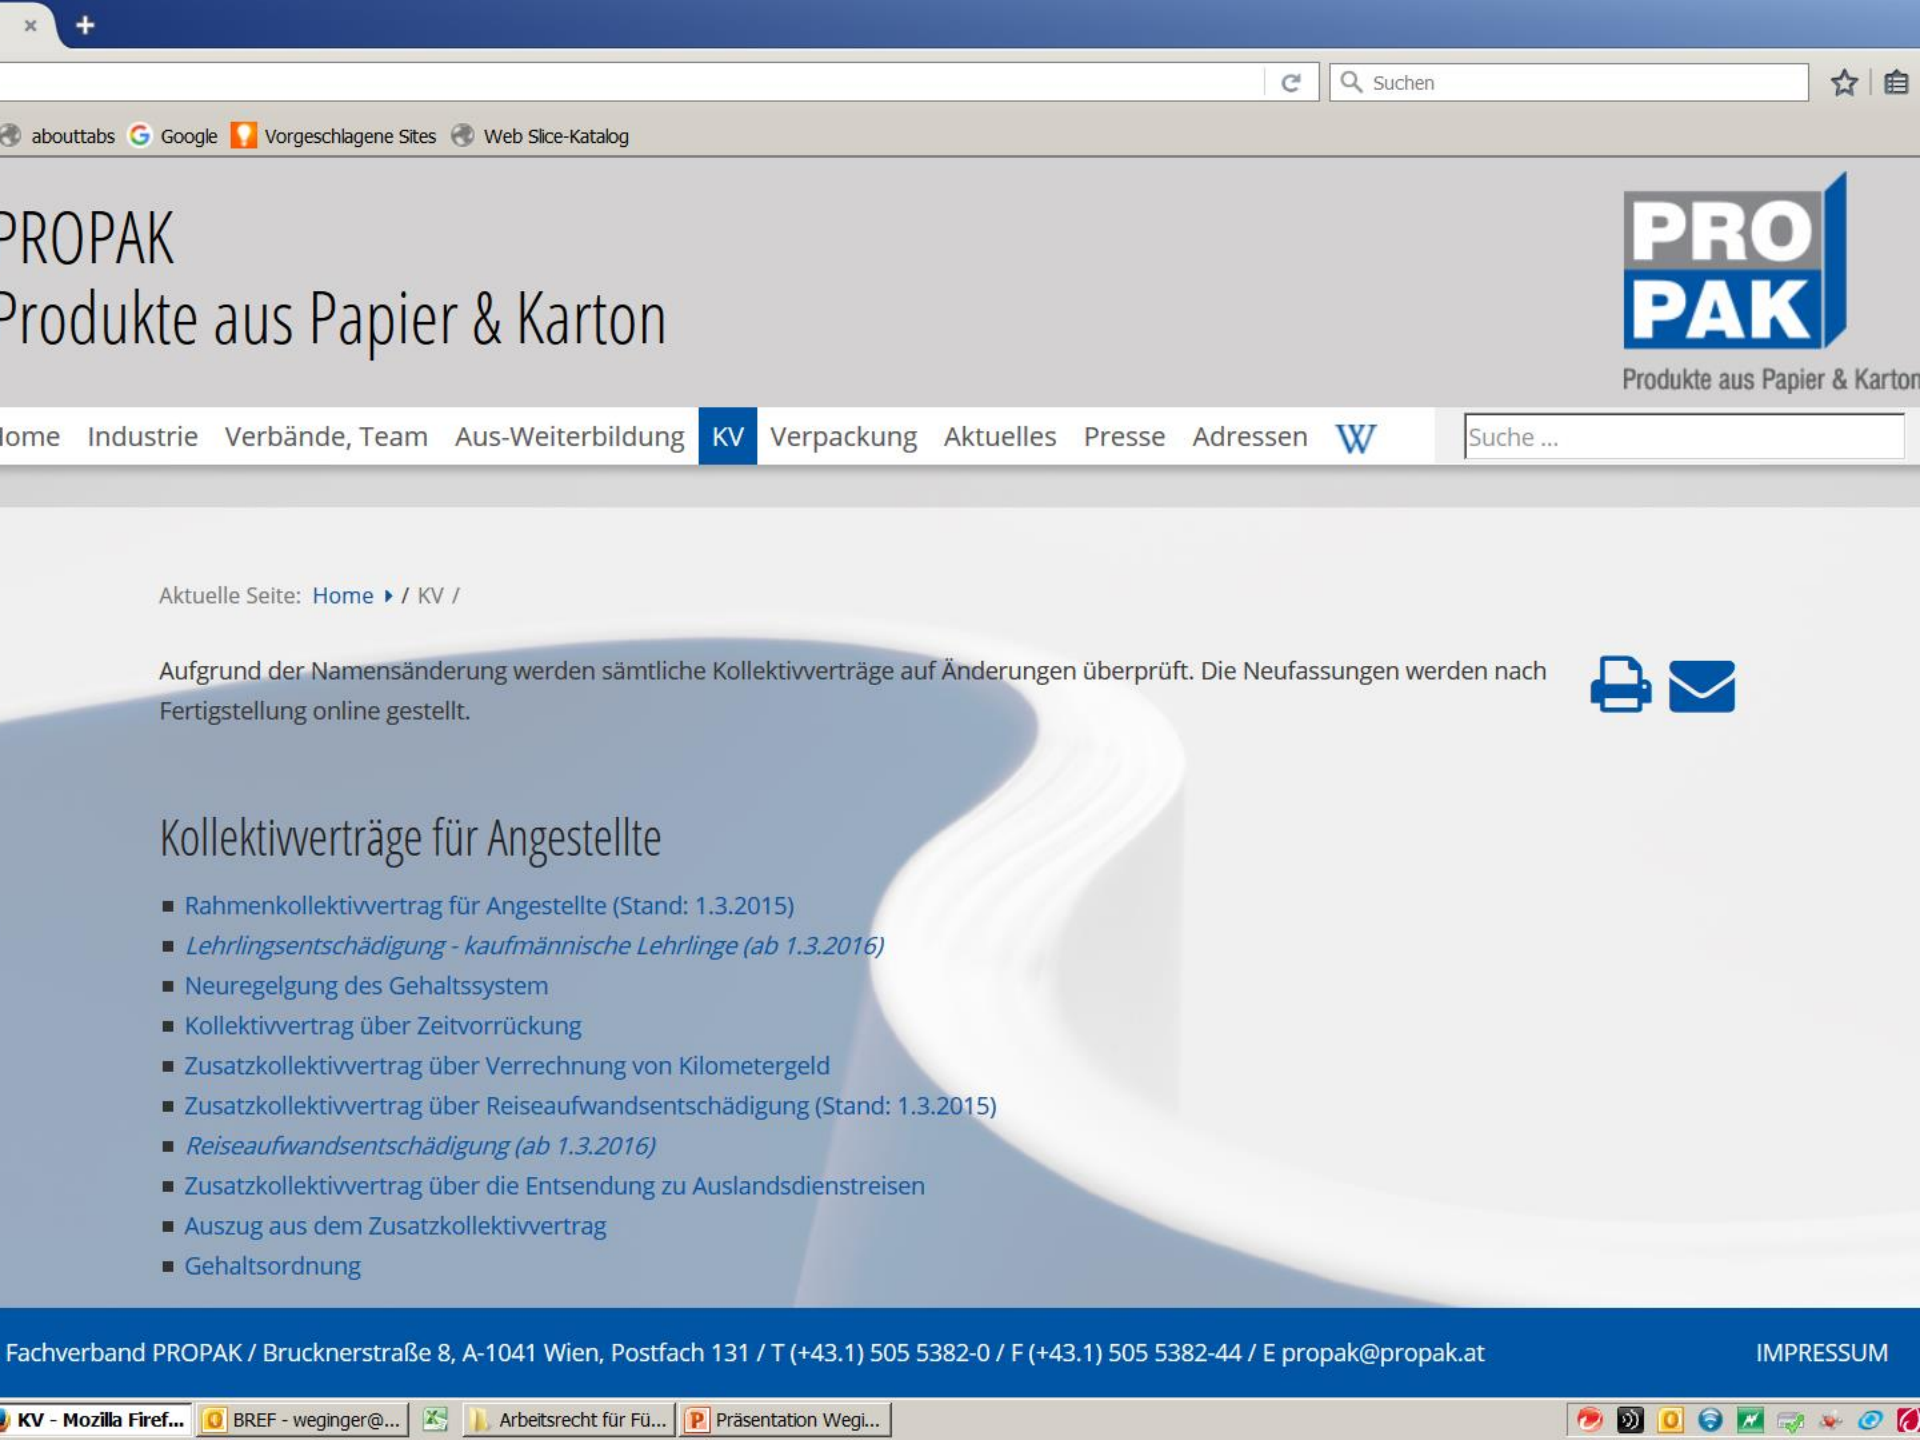 × +
Suchen
abouttabs Google Vorgeschlagene Sites Web Slice-Katalog
PROPAK
Produkte aus Papier & Karton
PRO
PAK
Produkte aus Papier & Karton
Home Industrie Verbände, Team Aus-Weiterbildung KV Verpackung Aktuelles Presse Adressen W Suche ...
Aktuelle Seite: Home / KV /
Aufgrund der Namensänderung werden sämtliche Kollektivverträge auf Änderungen überprüft. Die Neufassungen werden nach
Fertigstellung online gestellt.
Kollektivverträge für Angestellte
Rahmenkollektivvertrag für Angestellte (Stand: 1.3.2015)
Lehrlingsentschädigung - kaufmännische Lehrlinge (ab 1.3.2016)
Neuregelgung des Gehaltssystem
Kollektivvertrag über Zeitvorrückung
Zusatzkollektivvertrag über Verrechnung von Kilometergeld
Zusatzkollektivvertrag über Reiseaufwandsentschädigung (Stand: 1.3.2015)
Reiseaufwandsentschädigung (ab 1.3.2016)
Zusatzkollektivvertrag über die Entsendung zu Auslandsdienstreisen
Auszug aus dem Zusatzkollektivvertrag
Gehaltsordnung
Fachverband PROPAK / Brucknerstraße 8, A-1041 Wien, Postfach 131 / T (+43.1) 505 5382-0 / F (+43.1) 505 5382-44 / E propak@propak.at IMPRESSUM
KV - Mozilla Firef... BREF - weginger@... Arbeitsrecht für Fü... Präsentation Wegi...